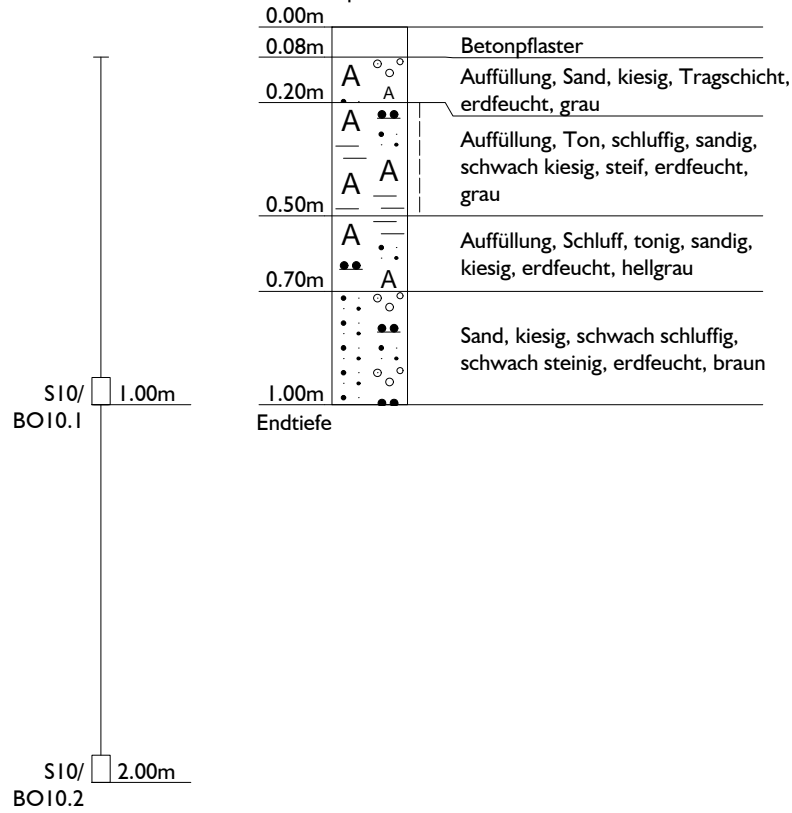 0.00m
0.08m
Betonpflaster
A
A
0.20m
Auffüllung, Sand, kiesig, Tragschicht,
erdfeucht, grau
A
A
A
Auffüllung, Ton, schluffig, sandig,
schwach kiesig, steif, erdfeucht,
grau
0.50m
A
A
Auffüllung, Schluff, tonig, sandig,
kiesig, erdfeucht, hellgrau
0.70m
Sand, kiesig, schwach schluffig,
schwach steinig, erdfeucht, braun
1.00m
Endtiefe
S10/ 1.00m
BO10.1
S10/ 2.00m
BO10.2